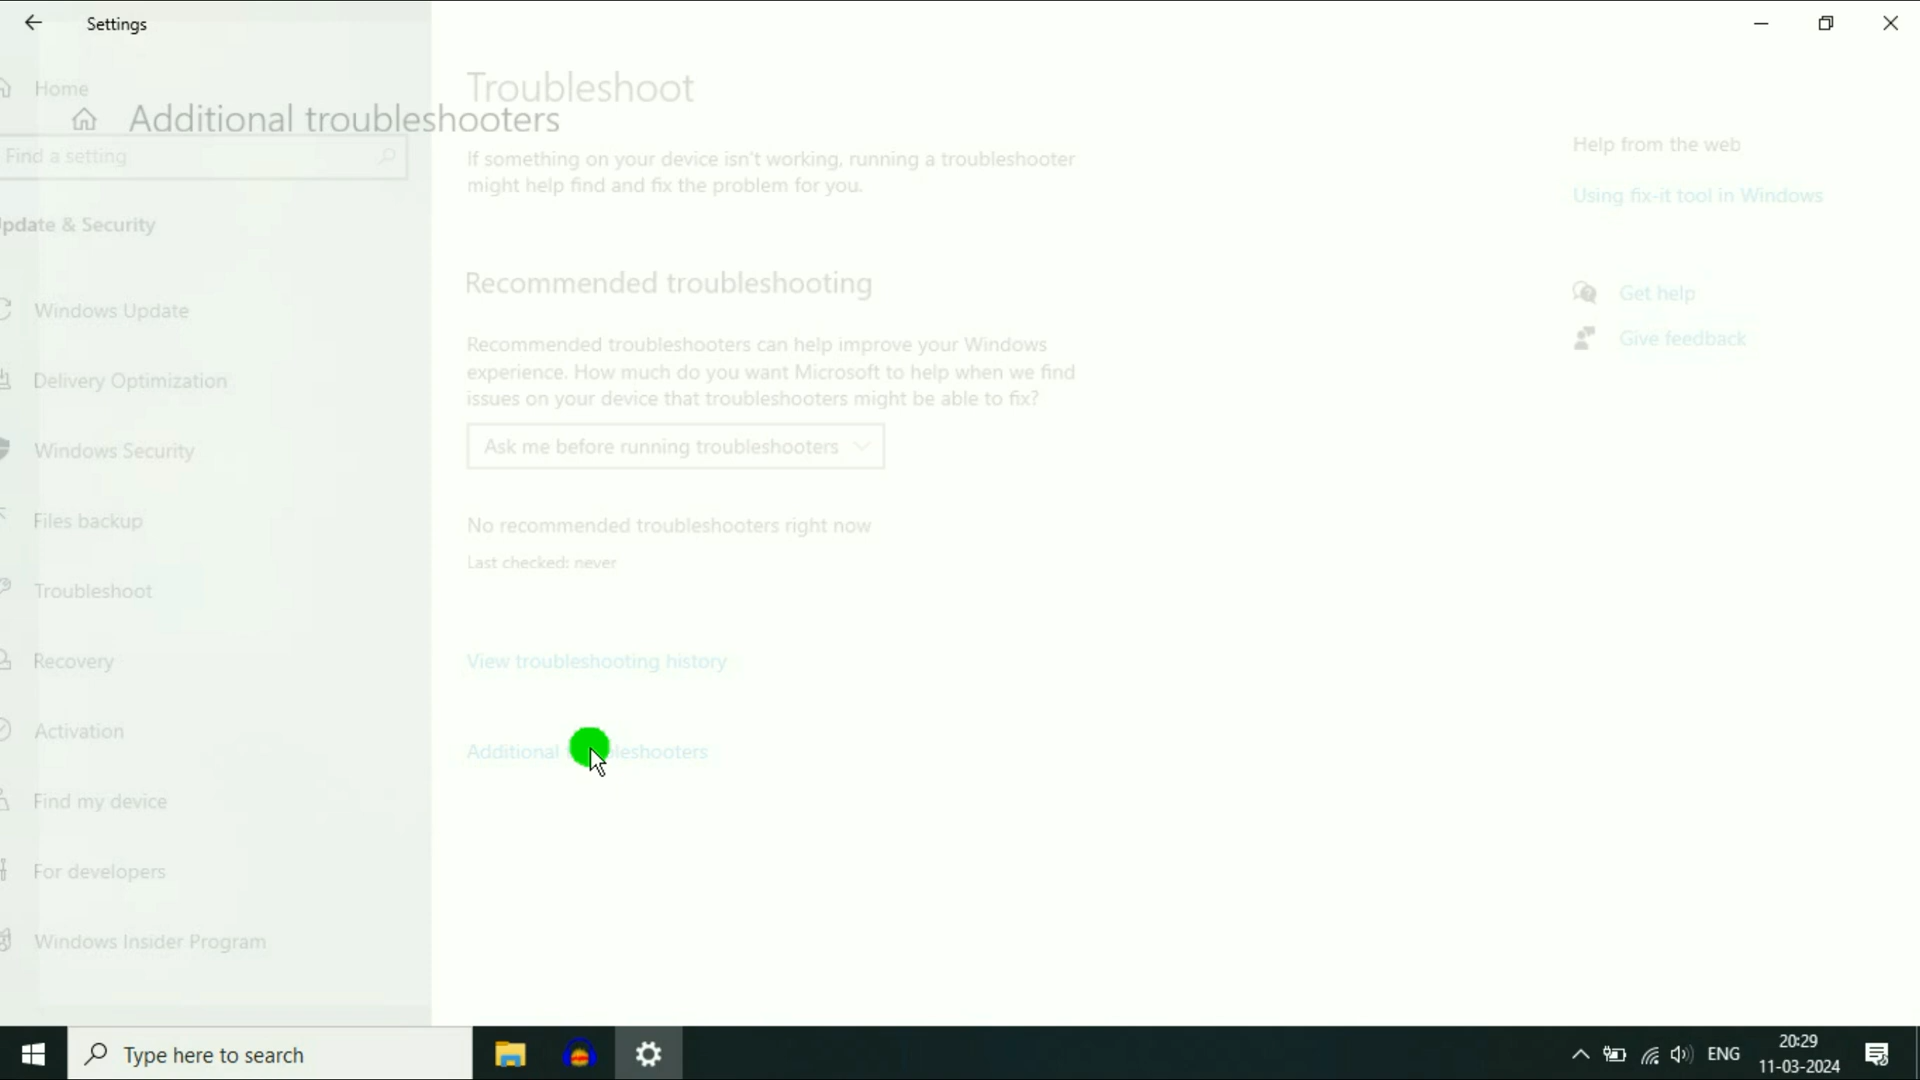 Settings
Home
Additional troubleshooters
Find a setting
Update & Security
Windows Update
Delivery Optimization
Windows Security
Files backup
Troubleshoot
Recovery
Activation
Find my device
For developers
Windows Insider Program
Troubleshoot
If something on your device isn't working, running a troubleshooter
might help find and fix the problem for you.
Recommended troubleshooting
Recommended troubleshooters can help improve your Windows
experience. How much do you want Microsoft to help when we find
issues on your device that troubleshooters might be able to fix?
Ask me before running troubleshooters
No recommended troubleshooters right now
Last checked: never
View troubleshooting history
Additional troubleshooters
Help from the web
Using fix-it tool in Windows
Get help
Give feedback
Type here to search
ENG
20:29
11-03-2024